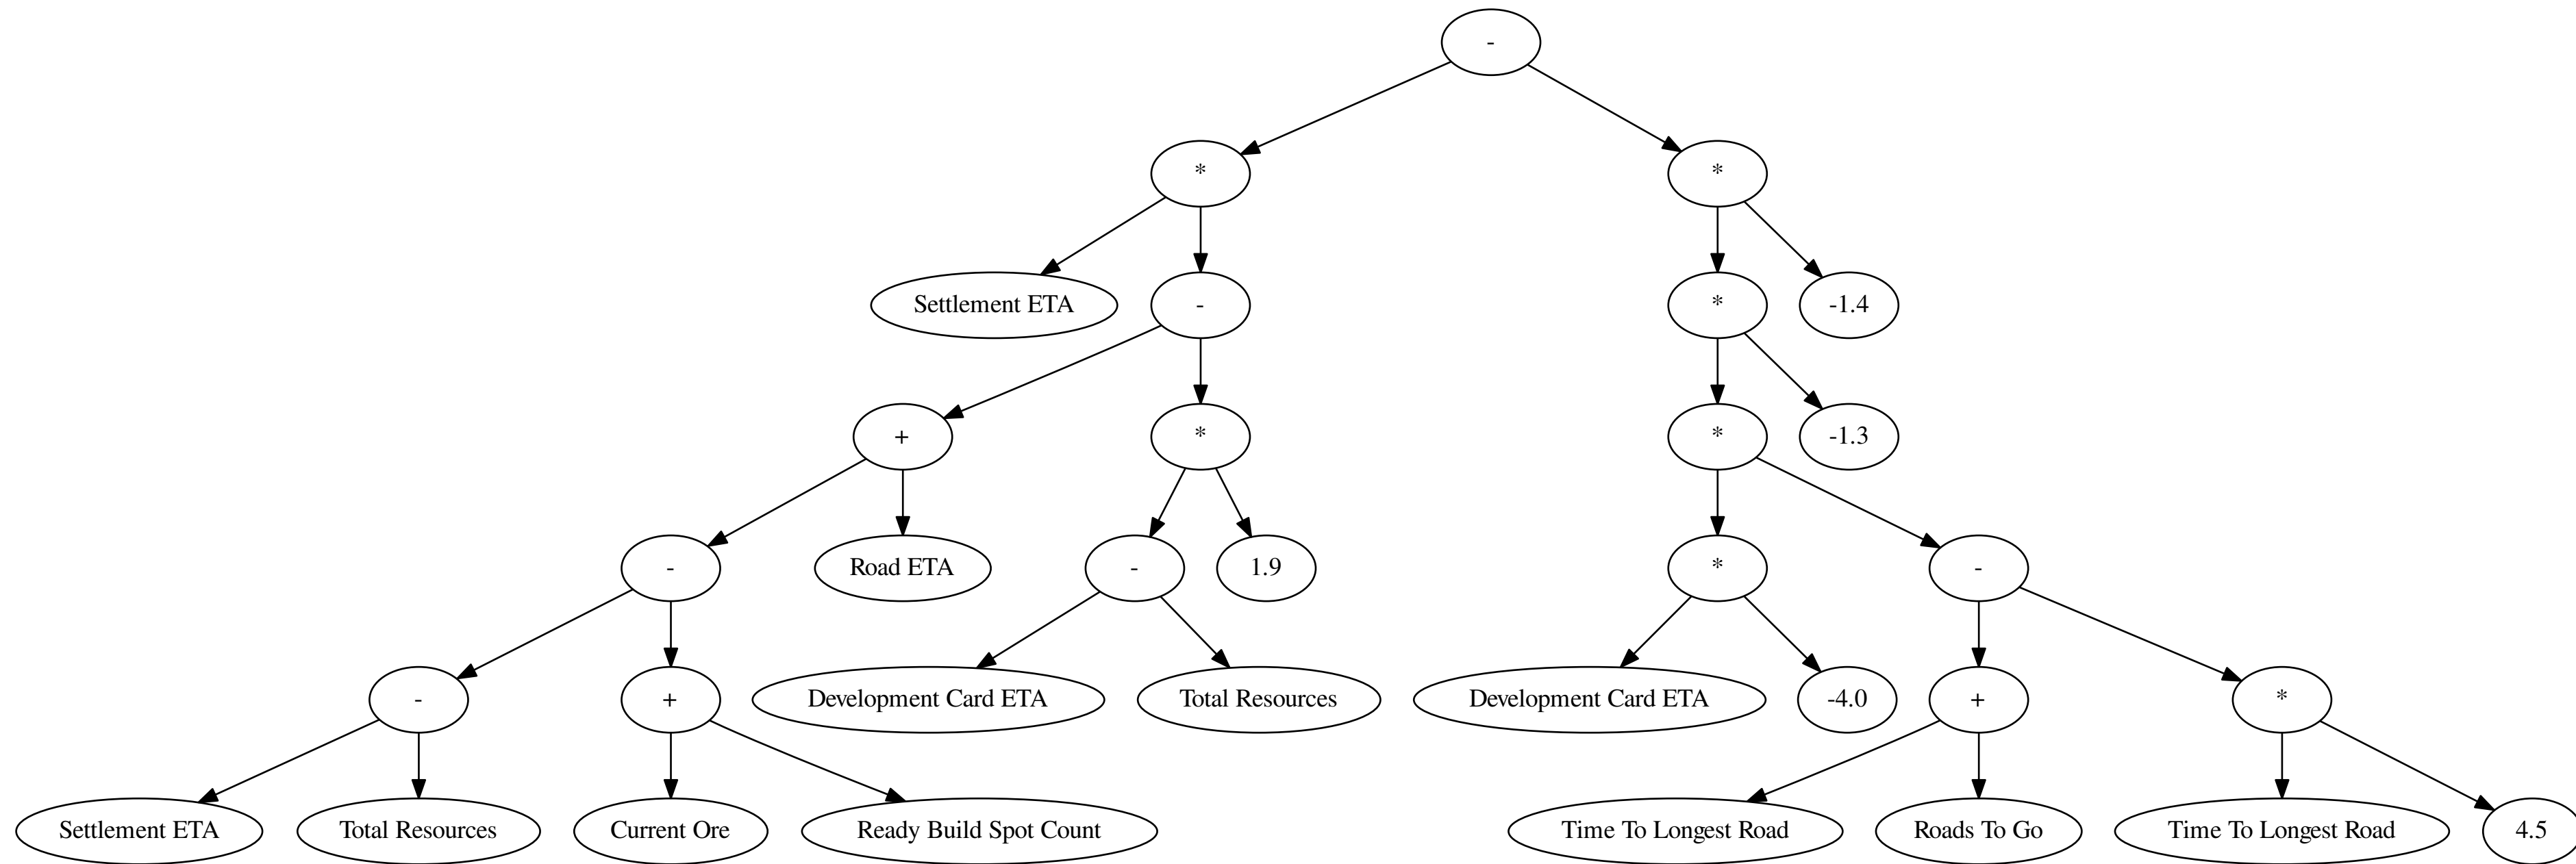 -
*
*
Settlement ETA
-
*
-1.4
+
*
*
-1.3
-
Road ETA
-
1.9
*
-
-
+
Development Card ETA
Total Resources
Development Card ETA
-4.0
+
*
Settlement ETA
Total Resources
Current Ore
Ready Build Spot Count
Time To Longest Road
Roads To Go
Time To Longest Road
4.5